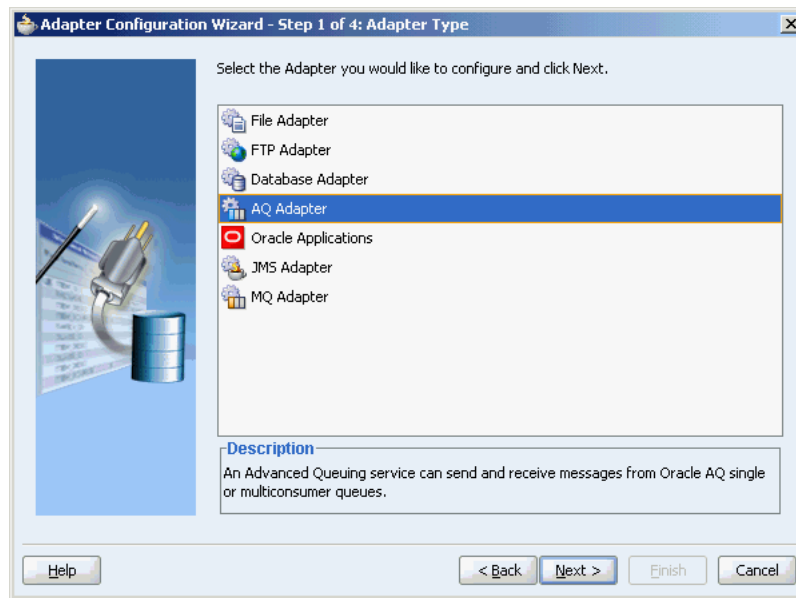 Adapter Configuration Wizard - Step 1 of 4: Adapter Type
Select the Adapter you would like to configure and click Next.
File Adapter
FTP Adapter
Database Adapter
AQ Adapter
Oracle Applications
JMS Adapter
MQ Adapter
Description
An Advanced Queuing service can send and receive messages from Oracle AQ single
or multiconsumer queues.
Help
< Back
Next >
Finish
Cancel